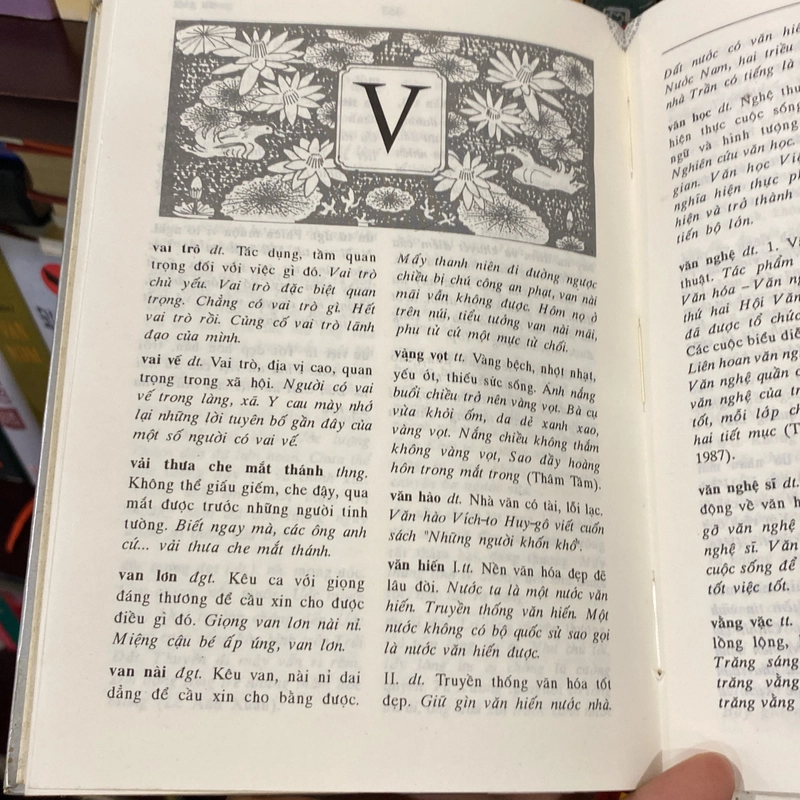 V
vai trò dt. Tác dụng, tầm quan
trọng đối với việc gì đó. Vai trò
chủ yếu. Vai trò đặc biệt quan
trọng. Chẳng có vai trò gì. Hết
vai trò rồi. Củng cố vai trò lãnh
đạo của mình.
vai vế dt. Vai trò, địa vị cao, quan
trọng trong xã hội. Người có vai
vế trong làng, xã. Y cau mày nhớ
lại những lời tuyên bố gần đây của
một số người có vai vế.
vải thưa che mắt thánh thng.
Không thể giấu giếm, che đậy, qua
mắt được trước những người tinh
tường. Biết ngay mà, các ông anh
cứ... vải thưa che mắt thánh.
van lơn đgt. Kêu ca với giọng
đáng thương để cầu xin cho được
điều gì đó. Giọng van lơn nài nỉ.
Miệng cậu bé ấp úng, van lơn.
van nài đgt. Kêu van, nài nỉ dai
dẳng để cầu xin cho bằng được.
Mấy thanh niên đi đường ngược
chiều bị chú công an phạt, van nài
mãi vẫn không được. Hôm nọ ở
trên núi, tiểu tướng van nài mãi,
phu tử cứ một mực từ chối.
vàng vọt tt. Vàng bệch, nhợt nhạt,
yếu ớt, thiếu sức sống. Ánh nắng
buổi chiều trở nên vàng vọt. Bà cụ
vừa khỏi ốm, da dẻ xanh xao,
vàng vọt. Nắng chiều không thắm
không vàng vọt, Sao đầy hoàng
hôn trong mắt trong (Thâm Tâm).
văn hào dt. Nhà văn có tài, lỗi lạc.
Văn hào Vích-to Huy-gô viết cuốn
sách "Những người khốn khổ".
văn hiến I.tt. Nền văn hóa đẹp đẽ
lâu đời. Nước ta là một nước văn
hiến. Truyền thống văn hiến. Một
nước không có bộ quốc sử sao gọi
là nước văn hiến được.
II. dt. Truyền thống văn hóa tốt
đẹp. Giữ gìn văn hiến nước nhà.
Đất nước có văn hiế
Nước Nam, hai triều
nhà Trần có tiếng là
văn học dt. Nghệ thu
hiện thực cuộc sống
ngữ và hình tượng
Nghiên cứu văn học.
gian. Văn học Việ
nghĩa hiện thực ph
hiện và trở thành
tiến bộ lớn.
văn nghệ dt. 1. V
thuật. Tác phẩm
Văn hóa – Văn ng
thứ hai Hội Văn
đã được tổ chức
Các cuộc biểu diễ
Liên hoan văn ng
Văn nghệ quần c
văn nghệ của tr
tốt, mỗi lớp ch
hai tiết mục (T
1987).
văn nghệ sĩ dt.
động về văn h
gỡ văn nghệ
nghệ sĩ. Văn
cuộc sống để
tốt việc tốt.
vằng vặc tt.
lồng lộng,
Trăng sáng
trăng vằng
trăng vằng